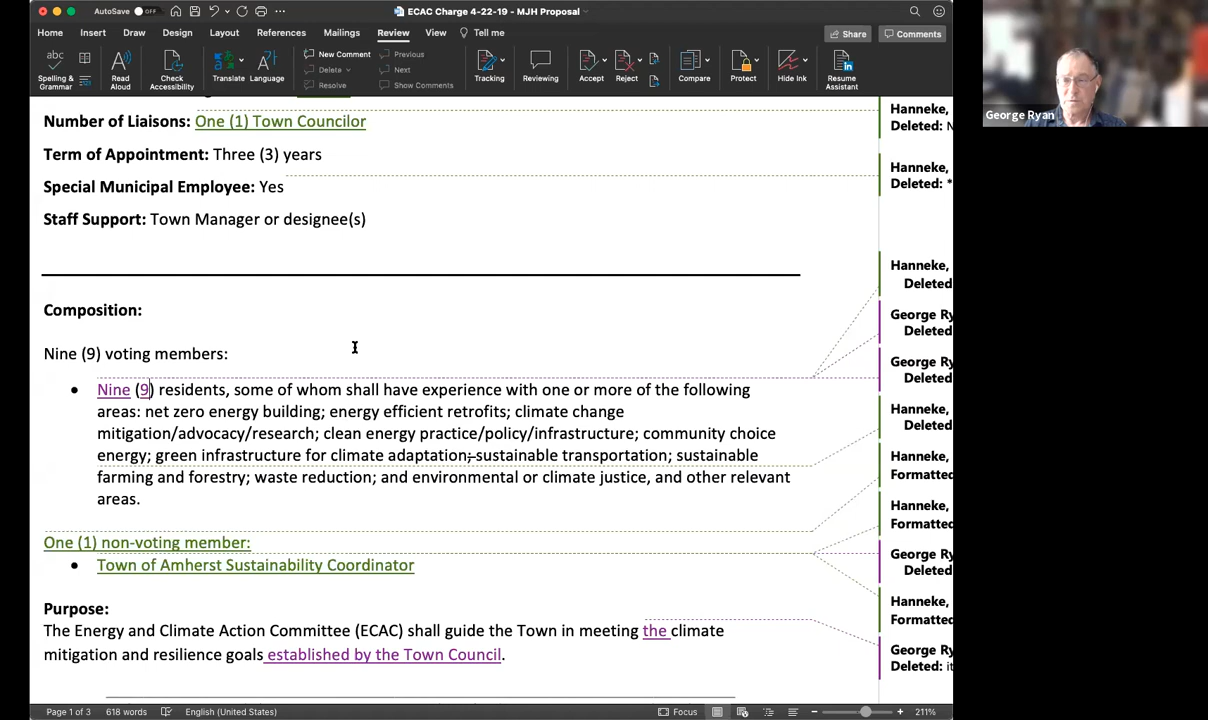 AutoSave OFF ECAC Charge 4-22-19 - MJH Proposal
Home Insert Draw Design Layout References Mailings Review View Tell me Share Comments
abc
Spelling & Grammar
Read Aloud
Check Accessibility
Translate
Language
New Comment
Delete
Resolve
Previous
Next
Show Comments
Tracking
Reviewing
Accept
Reject
Compare
Protect
Hide Ink
Resume Assistant
Number of Liaisons: One (1) Town Councilor
Term of Appointment: Three (3) years
Special Municipal Employee: Yes
Staff Support: Town Manager or designee(s)
Composition:
Nine (9) voting members:
• Nine (9) residents, some of whom shall have experience with one or more of the following
areas: net zero energy building; energy efficient retrofits; climate change
mitigation/advocacy/research; clean energy practice/policy/infrastructure; community choice
energy; green infrastructure for climate adaptation; sustainable transportation; sustainable
farming and forestry; waste reduction; and environmental or climate justice, and other relevant
areas.
One (1) non-voting member:
• Town of Amherst Sustainability Coordinator
Purpose:
The Energy and Climate Action Committee (ECAC) shall guide the Town in meeting the climate
mitigation and resilience goals established by the Town Council.
Hanneke,
Deleted: N
Hanneke,
Deleted: *
Hanneke,
Deleted
George Ry
Deleted
George Ry
Deleted
Hanneke,
Deleted
Hanneke,
Formatted
Hanneke,
Formatted
George Ry
Deleted
Hanneke,
Formatted
George Ry
Deleted: it
Page 1 of 3 618 words English (United States) Focus 211%
George Ryan